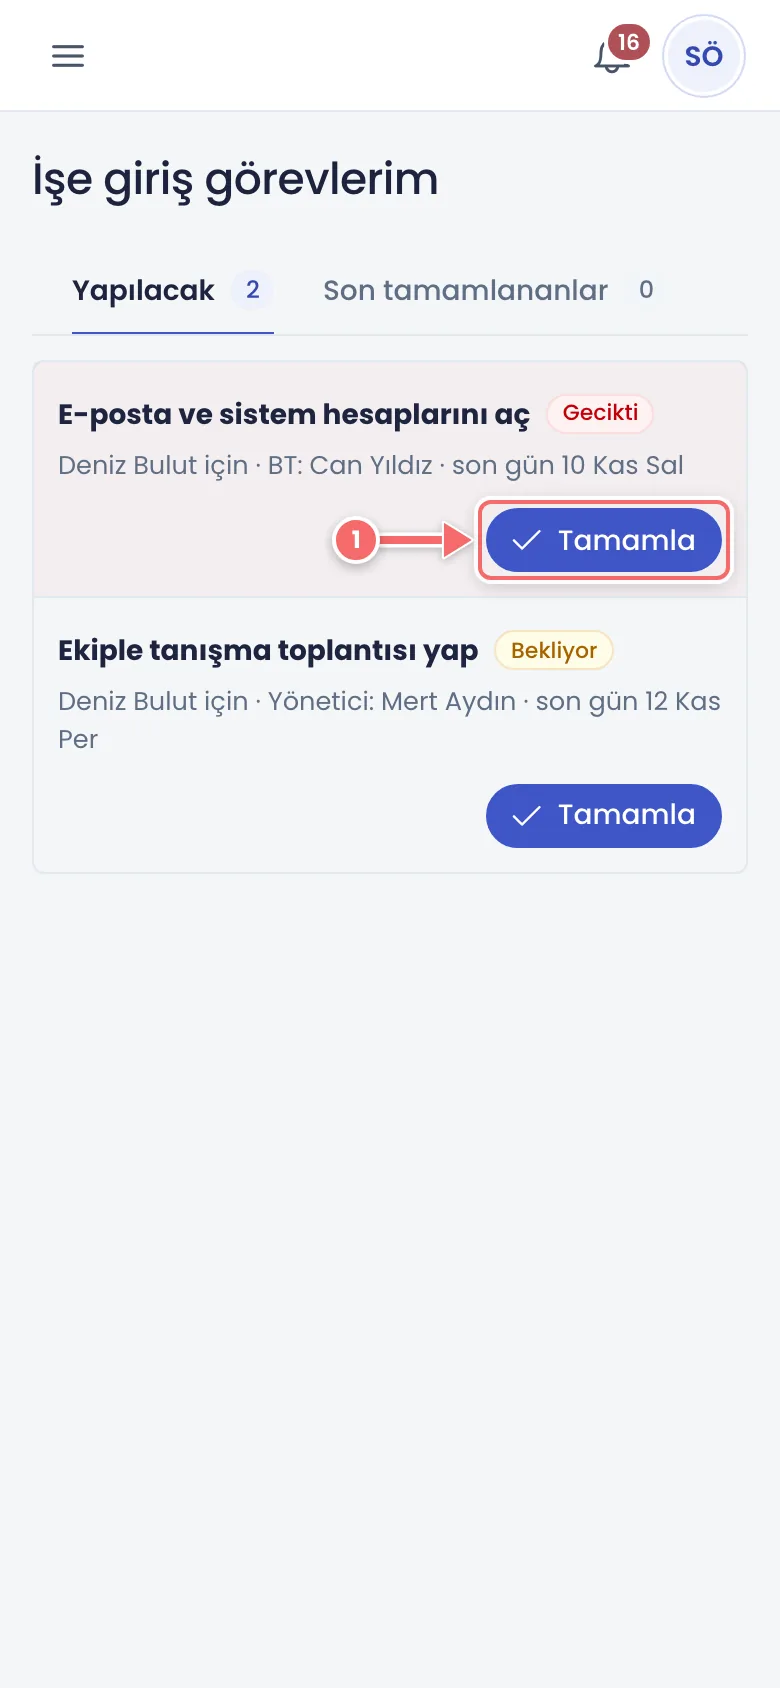 16
SÖ
İşe giriş görevlerim
Yapılacak 2 Son tamamlananlar 0
E-posta ve sistem hesaplarını aç Gecikti
Deniz Bulut için · BT: Can Yıldız · son gün 10 Kas Sal
1 Tamamla
Ekiple tanışma toplantısı yap Bekliyor
Deniz Bulut için · Yönetici: Mert Aydın · son gün 12 Kas
Per
Tamamla